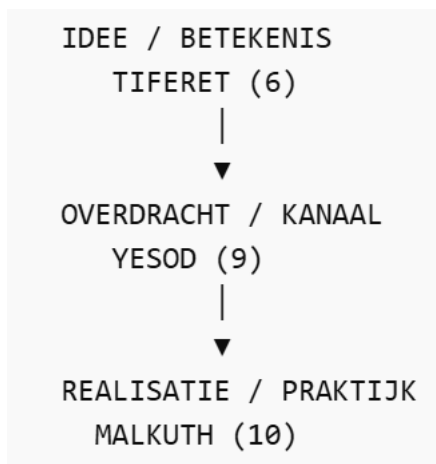 IDEE / BETEKENIS
TIFERET (6)
OVERDRACHT / KANAAL
YESOD (9)
REALISATIE / PRAKTIJK
MALKUTH (10)